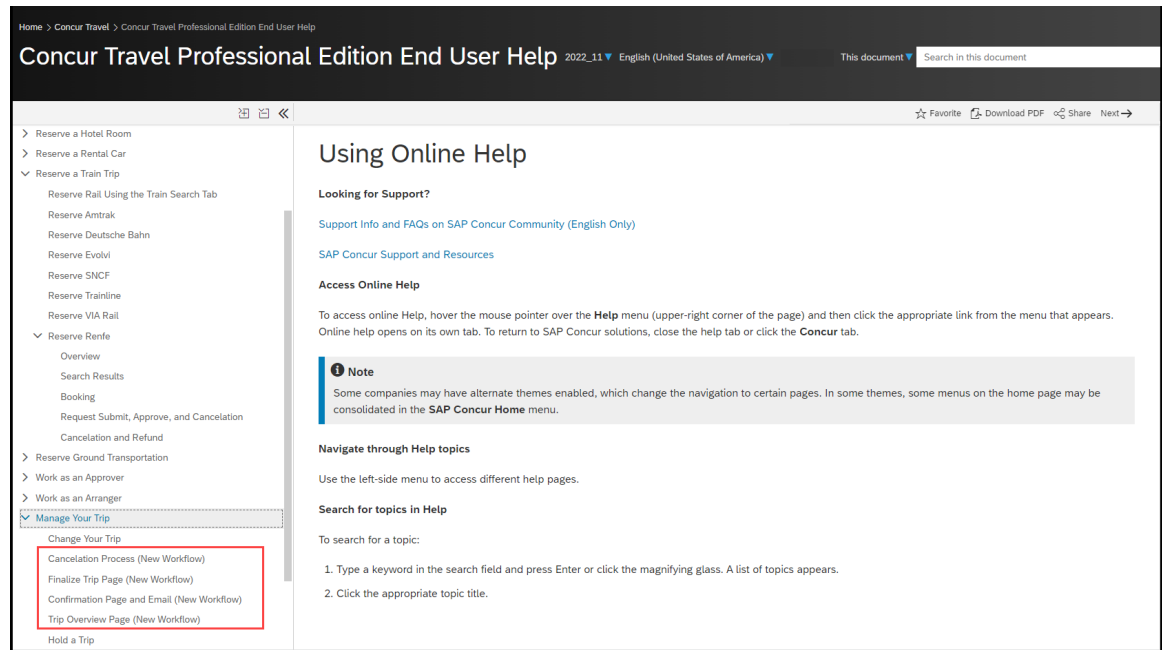 Home > Concur Travel > Concur Travel Professional Edition End User Help
Concur Travel Professional Edition End User Help 2022_11 English (United States of America) This document Search in this document
Favorite Download PDF Share Next
Reserve a Hotel Room
Reserve a Rental Car
Reserve a Train Trip
Reserve Rail Using the Train Search Tab
Reserve Amtrak
Reserve Deutsche Bahn
Reserve Evolvi
Reserve SNCF
Reserve Trainline
Reserve VIA Rail
Reserve Renfe
Overview
Search Results
Booking
Request Submit, Approve, and Cancelation
Cancelation and Refund
Reserve Ground Transportation
Work as an Approver
Work as an Arranger
Manage Your Trip
Change Your Trip
Cancelation Process (New Workflow)
Finalize Trip Page (New Workflow)
Confirmation Page and Email (New Workflow)
Trip Overview Page (New Workflow)
Hold a Trip
Using Online Help
Looking for Support?
Support Info and FAQs on SAP Concur Community (English Only)
SAP Concur Support and Resources
Access Online Help
To access online Help, hover the mouse pointer over the Help menu (upper-right corner of the page) and then click the appropriate link from the menu that appears.
Online help opens on its own tab. To return to SAP Concur solutions, close the help tab or click the Concur tab.
Note
Some companies may have alternate themes enabled, which change the navigation to certain pages. In some themes, some menus on the home page may be
consolidated in the SAP Concur Home menu.
Navigate through Help topics
Use the left-side menu to access different help pages.
Search for topics in Help
To search for a topic:
1. Type a keyword in the search field and press Enter or click the magnifying glass. A list of topics appears.
2. Click the appropriate topic title.